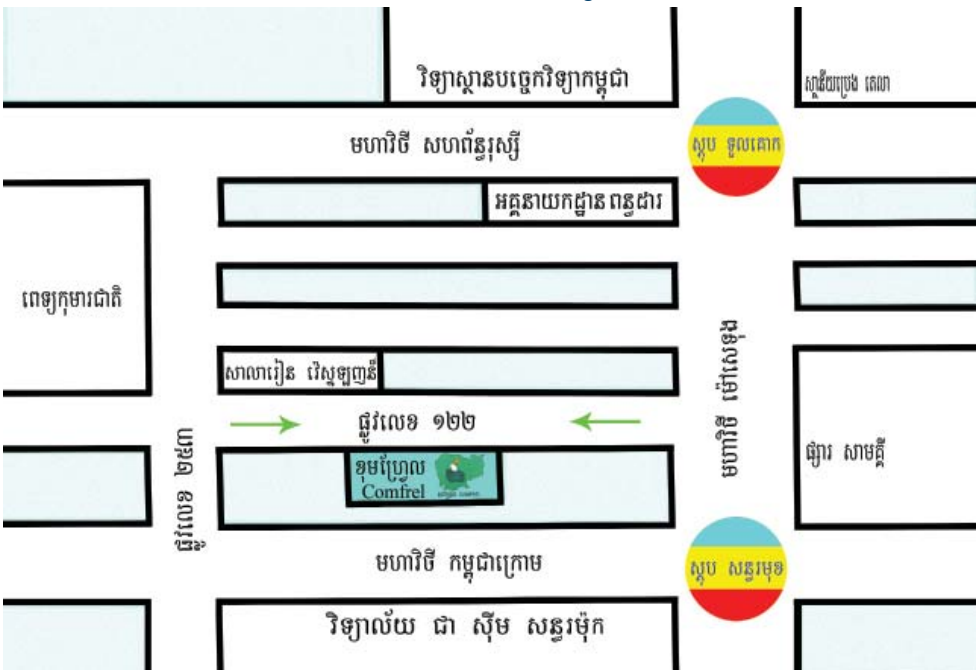 វិទ្យាស្ថានបច្ចេកវិទ្យាកម្ពុជា
ស្ថានីយប្រេង តេលា
មហាវិថី សហព័ន្ធរុស្សី
ស្តុប ទួលគោក
អគ្គនាយកដ្ឋានពន្ធដារ
ពេទ្យកុមារជាតិ
មហាវិថី ម៉ៅសេទុង
សាលារៀន វ៉េស្ទឡាញន៍
ផ្លូវលេខ ១២២
ផ្សារ សាមគ្គី
ផ្លូវលេខ ២៥៣
ខុមហ្វ្រែល
Comfrel
មហាវិថី កម្ពុជាក្រោម
ស្តុប សន្ធរមុខ
វិទ្យាល័យ ជា ស៊ីម សន្ធរម៉ុក